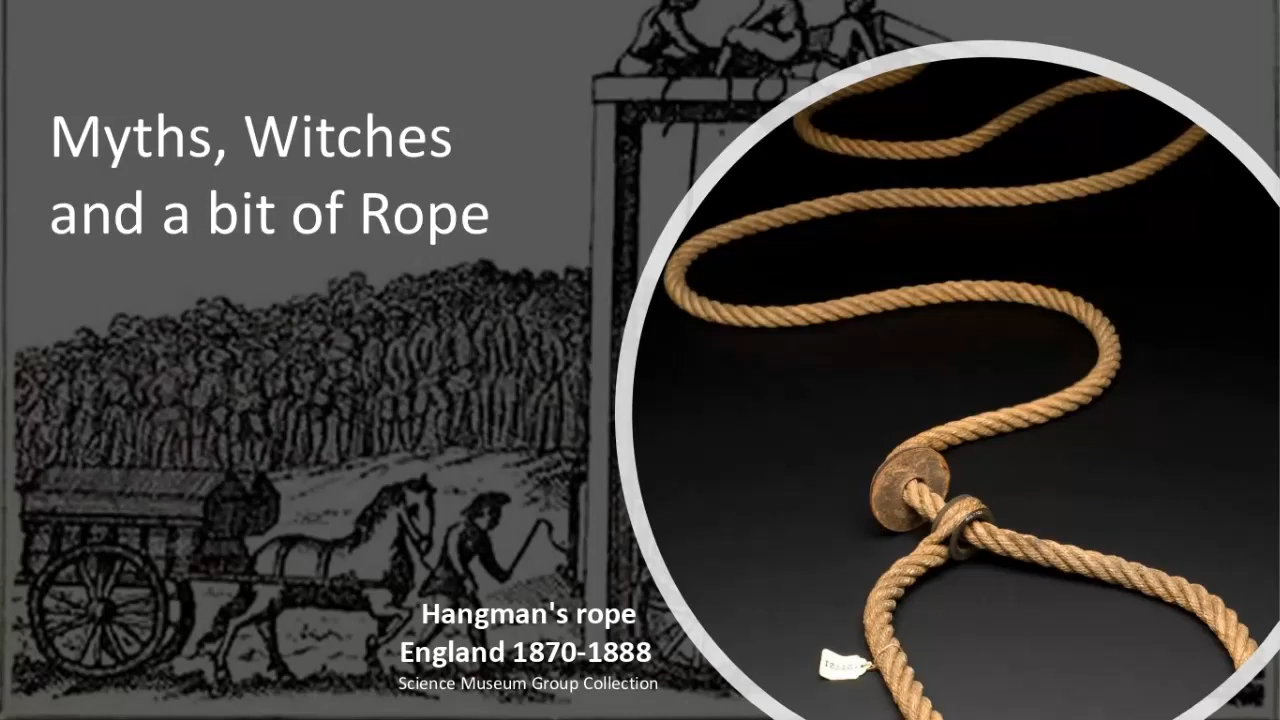 Myths, Witches
and a bit of Rope
Hangman's rope
England 1870-1888
Science Museum Group Collection